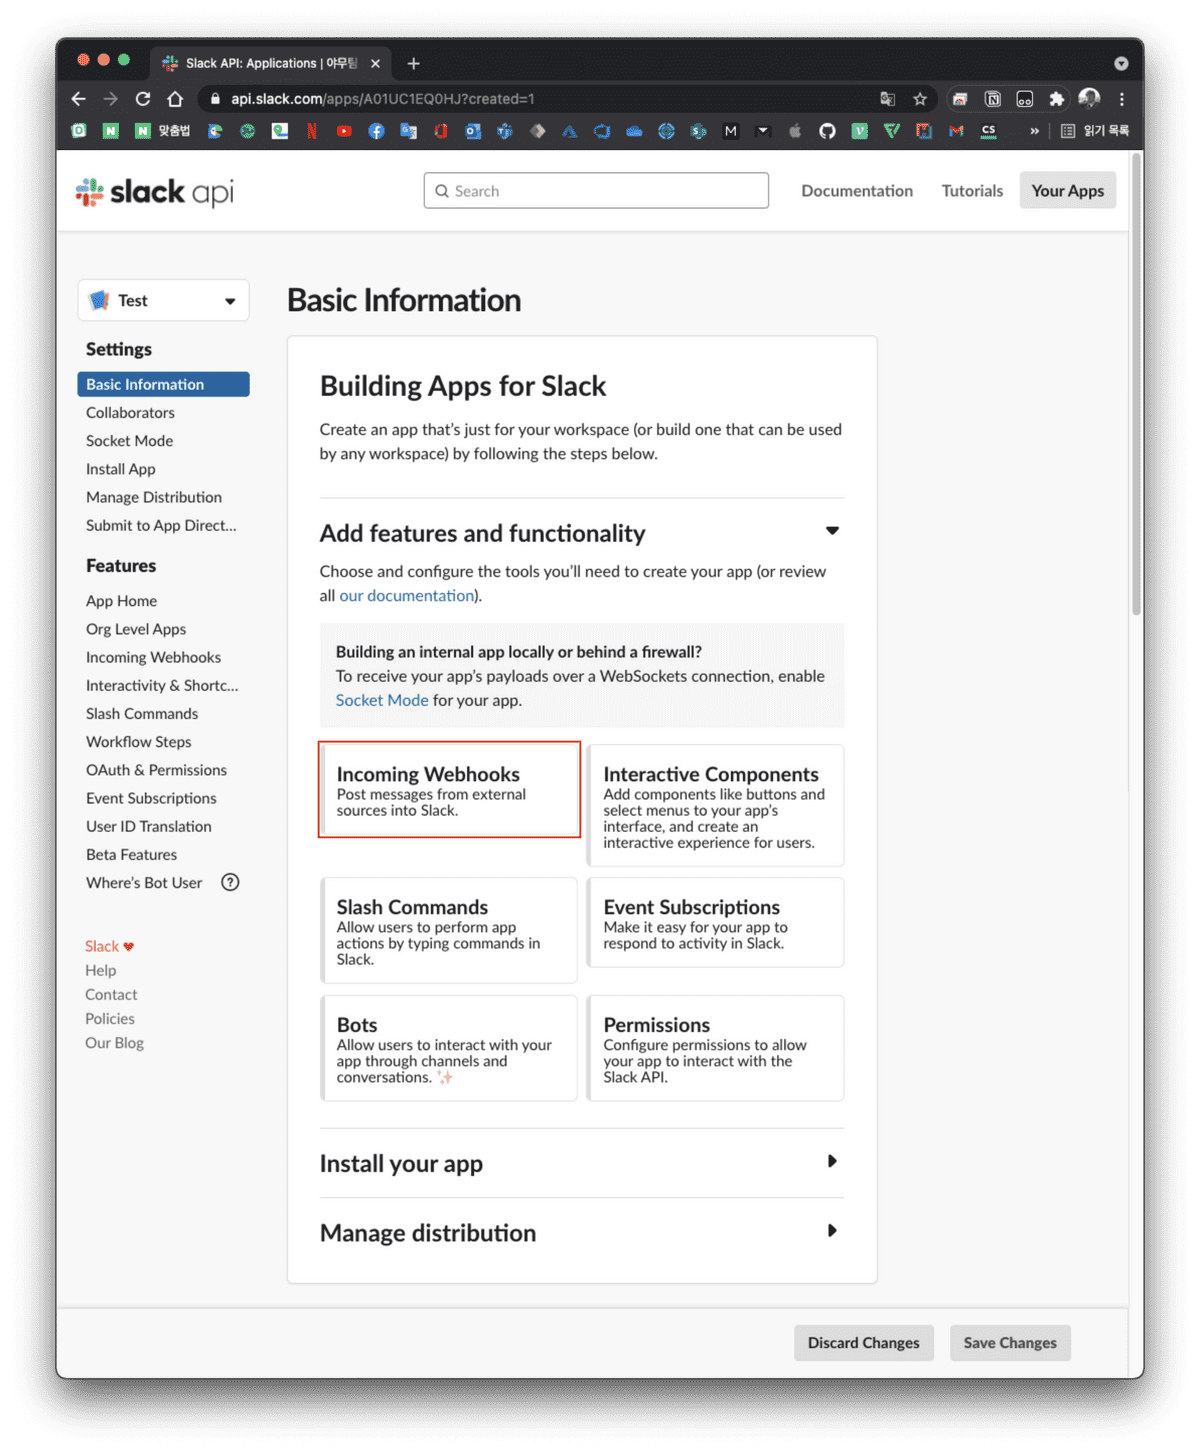 Slack API: Applications | 야무팀
api.slack.com/apps/A01UC1EQ0HJ?created=1
맞춤법
M
CS
»
읽기 목록
slack api
Search
Documentation
Tutorials
Your Apps
Test
Settings
Basic Information
Collaborators
Socket Mode
Install App
Manage Distribution
Submit to App Direct...
Features
App Home
Org Level Apps
Incoming Webhooks
Interactivity & Shortc...
Slash Commands
Workflow Steps
OAuth & Permissions
Event Subscriptions
User ID Translation
Beta Features
Where's Bot User
Slack
Help
Contact
Policies
Our Blog
Basic Information
Building Apps for Slack
Create an app that's just for your workspace (or build one that can be used
by any workspace) by following the steps below.
Add features and functionality
Choose and configure the tools you'll need to create your app (or review
all our documentation).
Building an internal app locally or behind a firewall?
To receive your app's payloads over a WebSockets connection, enable
Socket Mode for your app.
Incoming Webhooks
Post messages from external
sources into Slack.
Interactive Components
Add components like buttons and
select menus to your app's
interface, and create an
interactive experience for users.
Slash Commands
Allow users to perform app
actions by typing commands in
Slack.
Event Subscriptions
Make it easy for your app to
respond to activity in Slack.
Bots
Allow users to interact with your
app through channels and
conversations.
Permissions
Configure permissions to allow
your app to interact with the
Slack API.
Install your app
Manage distribution
Discard Changes
Save Changes